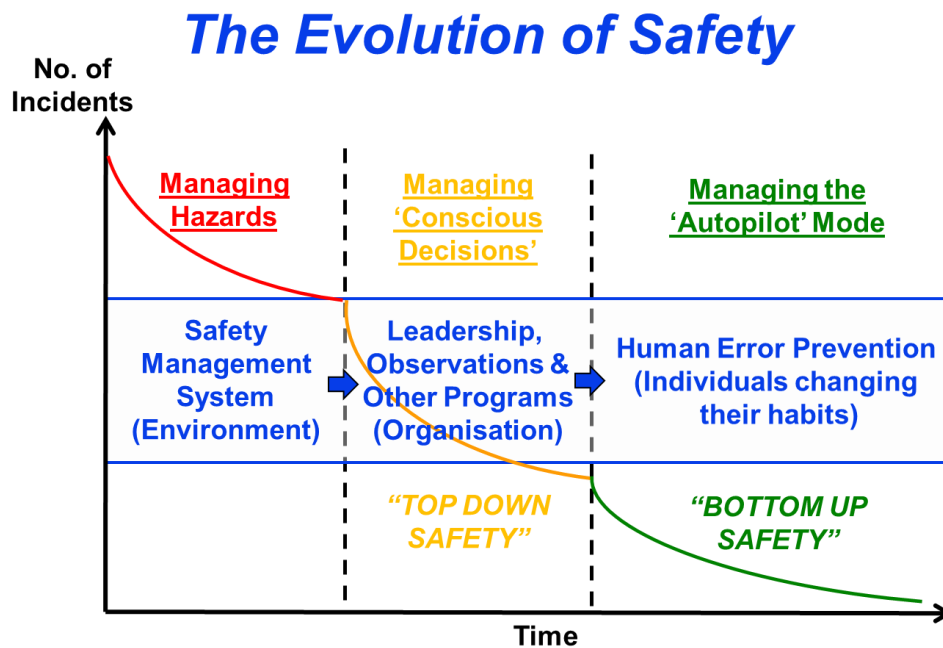 The Evolution of Safety
No. of
Incidents
Managing
Hazards
Managing
‘Conscious
Decisions’
Managing the
‘Autopilot’ Mode
Safety
Management
System
(Environment)
Leadership,
Observations &
Other Programs
(Organisation)
Human Error Prevention
(Individuals changing
their habits)
“TOP DOWN
SAFETY”
“BOTTOM UP
SAFETY”
Time